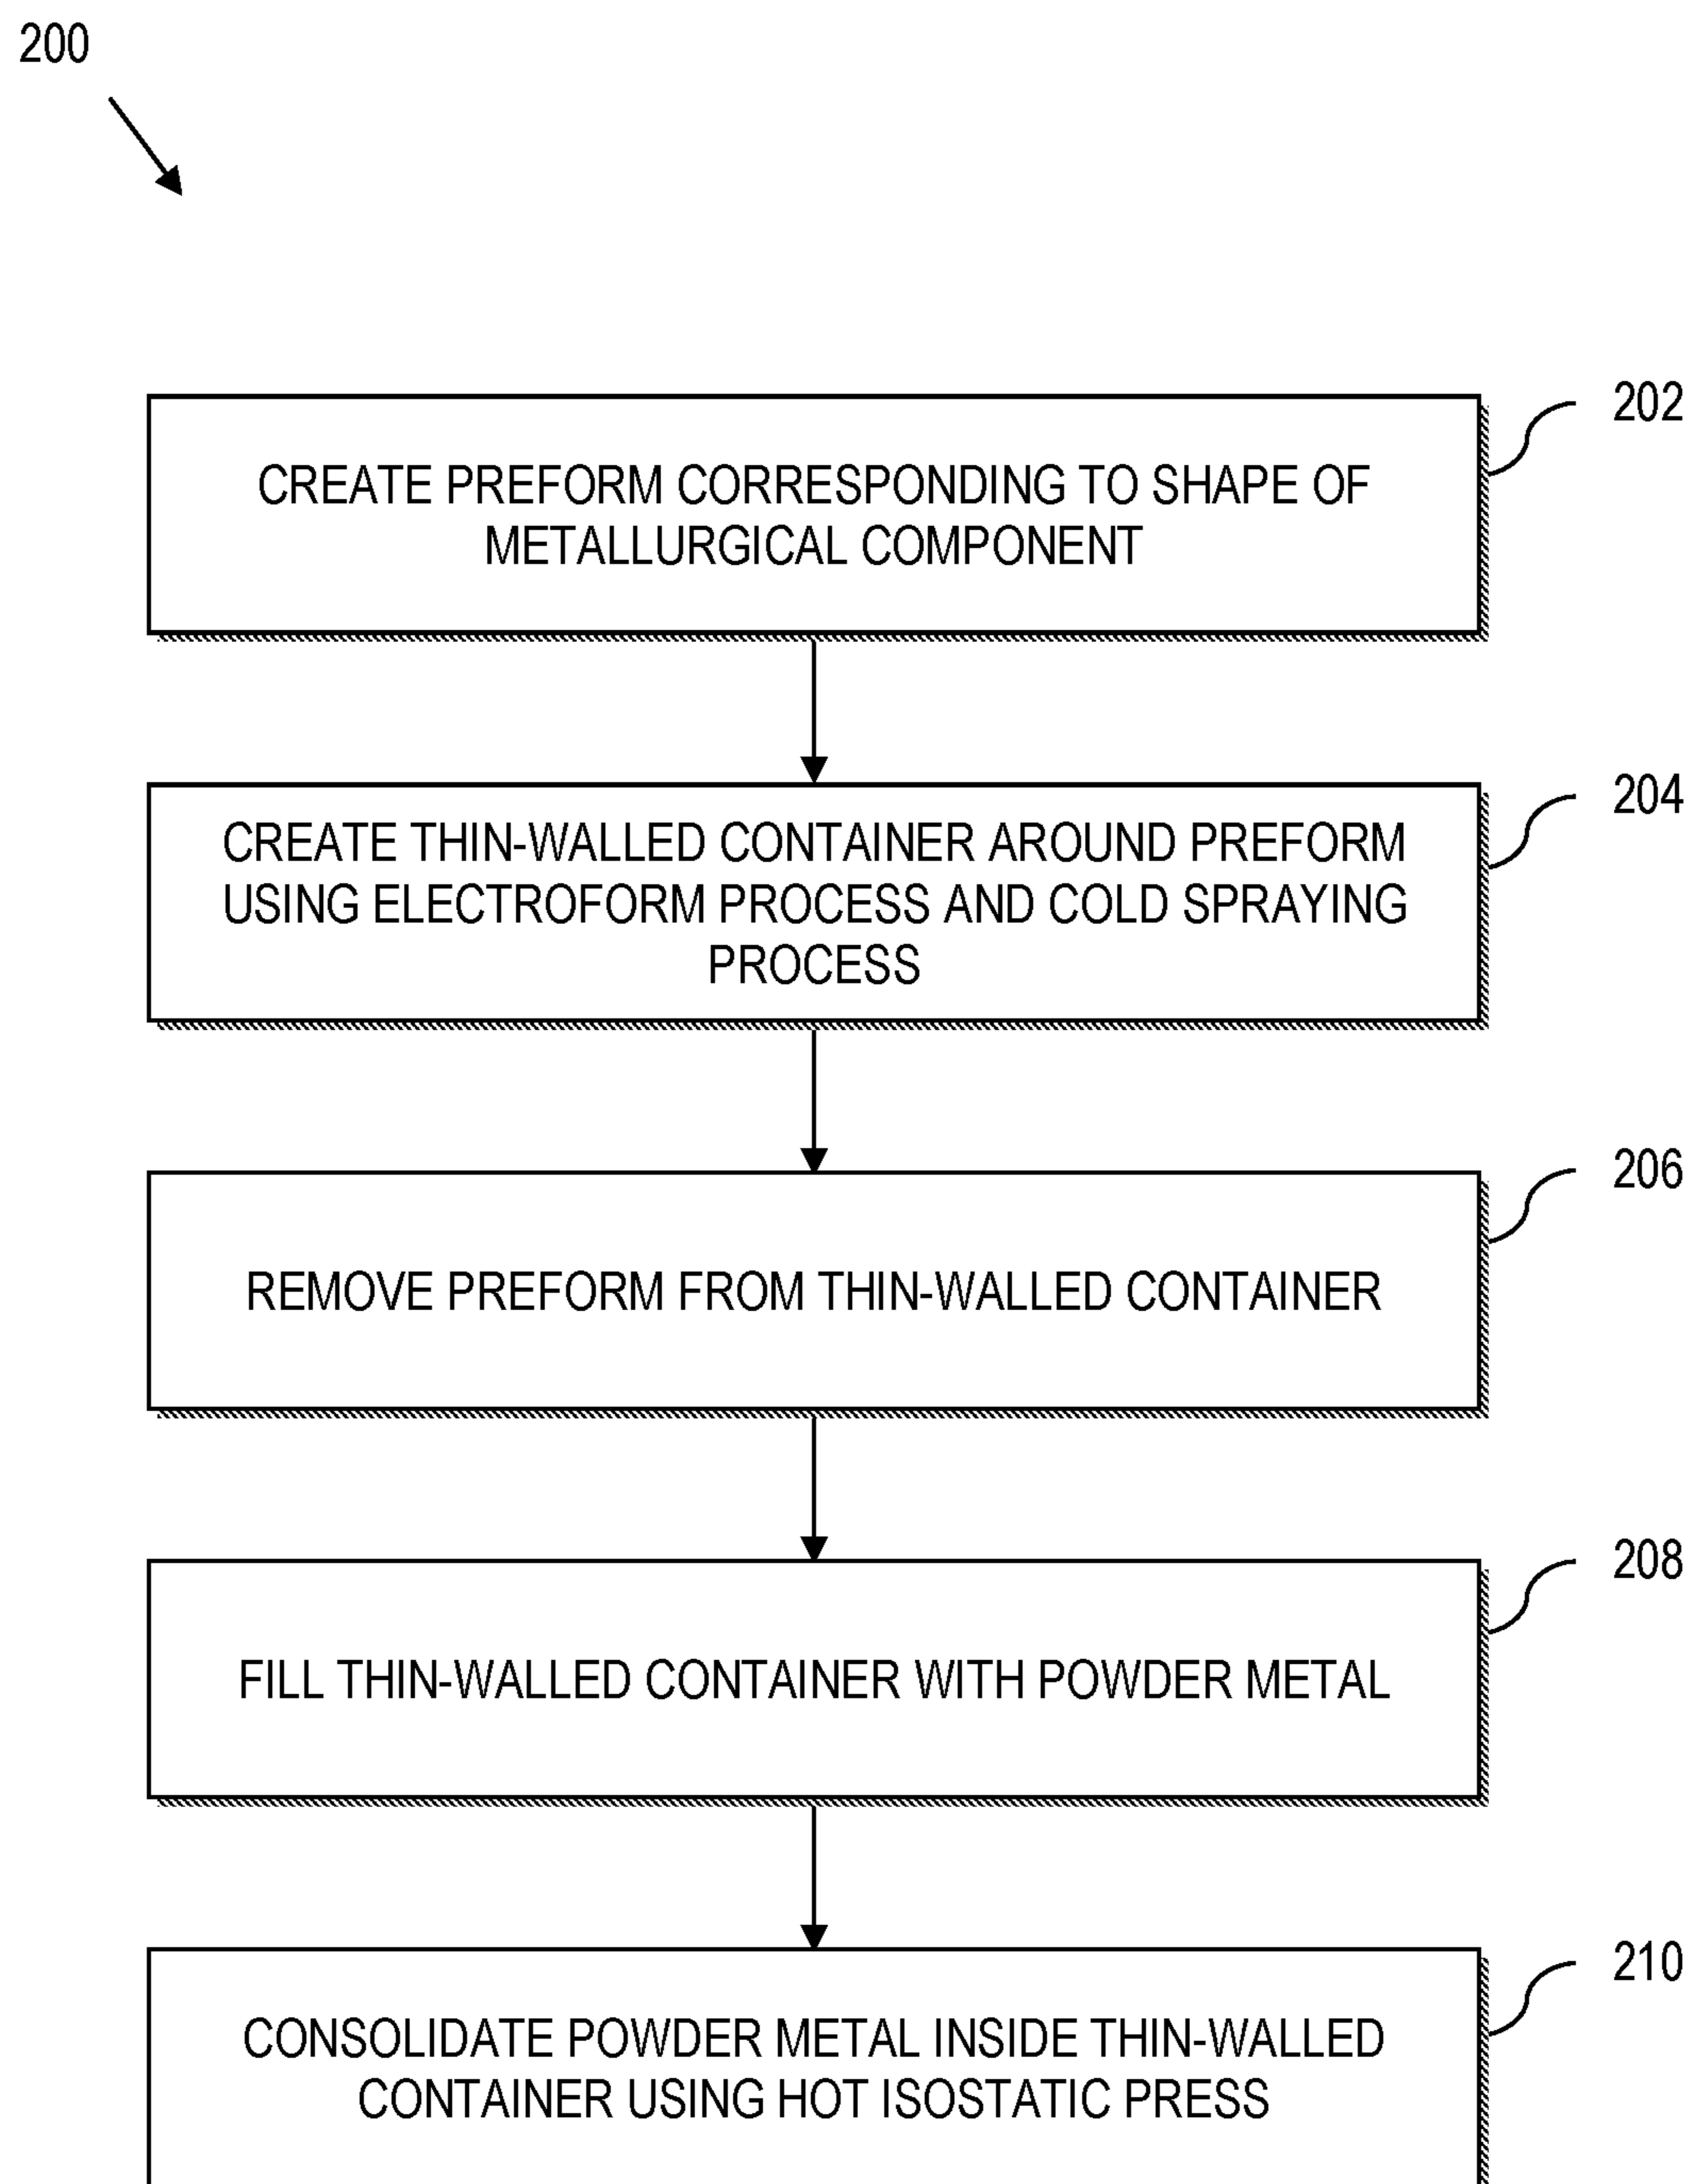 200
202
CREATE PREFORM CORRESPONDING TO SHAPE OF
METALLURGICAL COMPONENT
204
CREATE THIN-WALLED CONTAINER AROUND PREFORM
USING ELECTROFORM PROCESS AND COLD SPRAYING
PROCESS
206
REMOVE PREFORM FROM THIN-WALLED CONTAINER
208
FILL THIN-WALLED CONTAINER WITH POWDER METAL
210
CONSOLIDATE POWDER METAL INSIDE THIN-WALLED
CONTAINER USING HOT ISOSTATIC PRESS